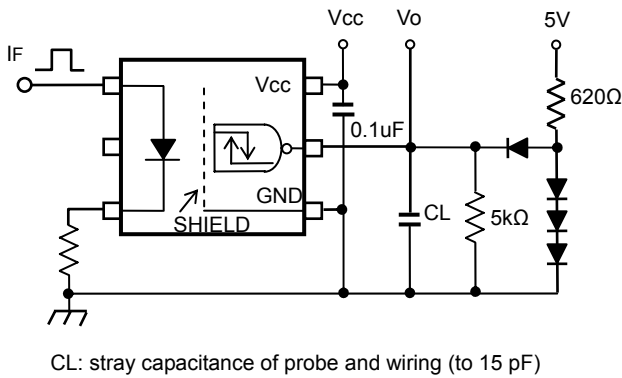 Vcc
Vo
5V
IF
Vcc
620Ω
0.1uF
GND
SHIELD
CL
5kΩ
CL: stray capacitance of probe and wiring (to 15 pF)